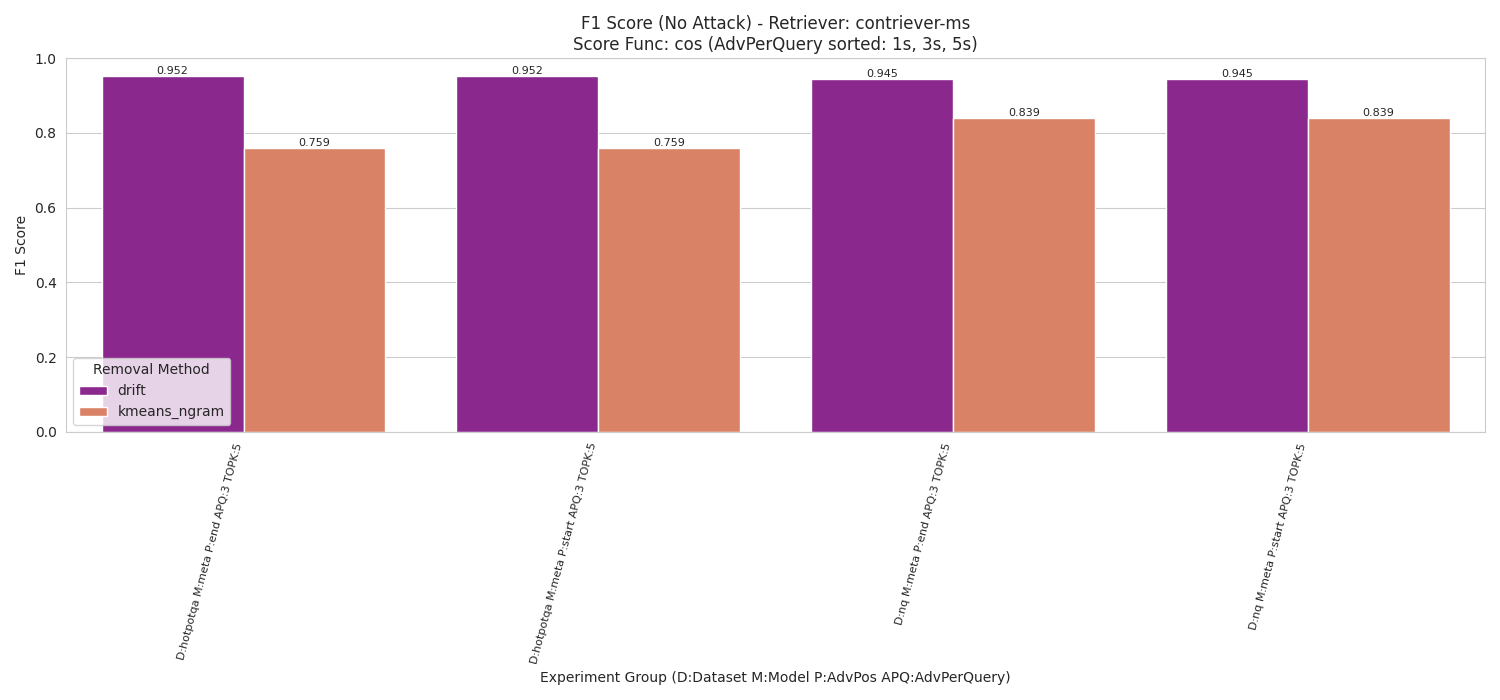 F1 Score (No Attack) - Retriever: contriever-ms
Score Func: cos (AdvPerQuery sorted: 1s, 3s, 5s)
F1 Score
1.0
0.8
0.6
0.4
0.2
0.0
0.952
0.759
0.952
0.759
0.945
0.839
0.945
0.839
Removal Method
drift
kmeans_ngram
D:hotpotqa M:meta P:end APQ:3 TOPK:5
D:hotpotqa M:meta P:start APQ:3 TOPK:5
D:nq M:meta P:end APQ:3 TOPK:5
D:nq M:meta P:start APQ:3 TOPK:5
Experiment Group (D:Dataset M:Model P:AdvPos APQ:AdvPerQuery)